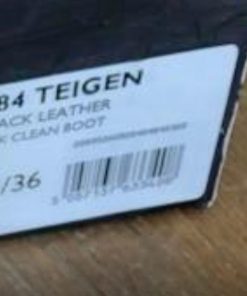 84 TEIGEN
ACK LEATHER
K CLEAN BOOT
/36